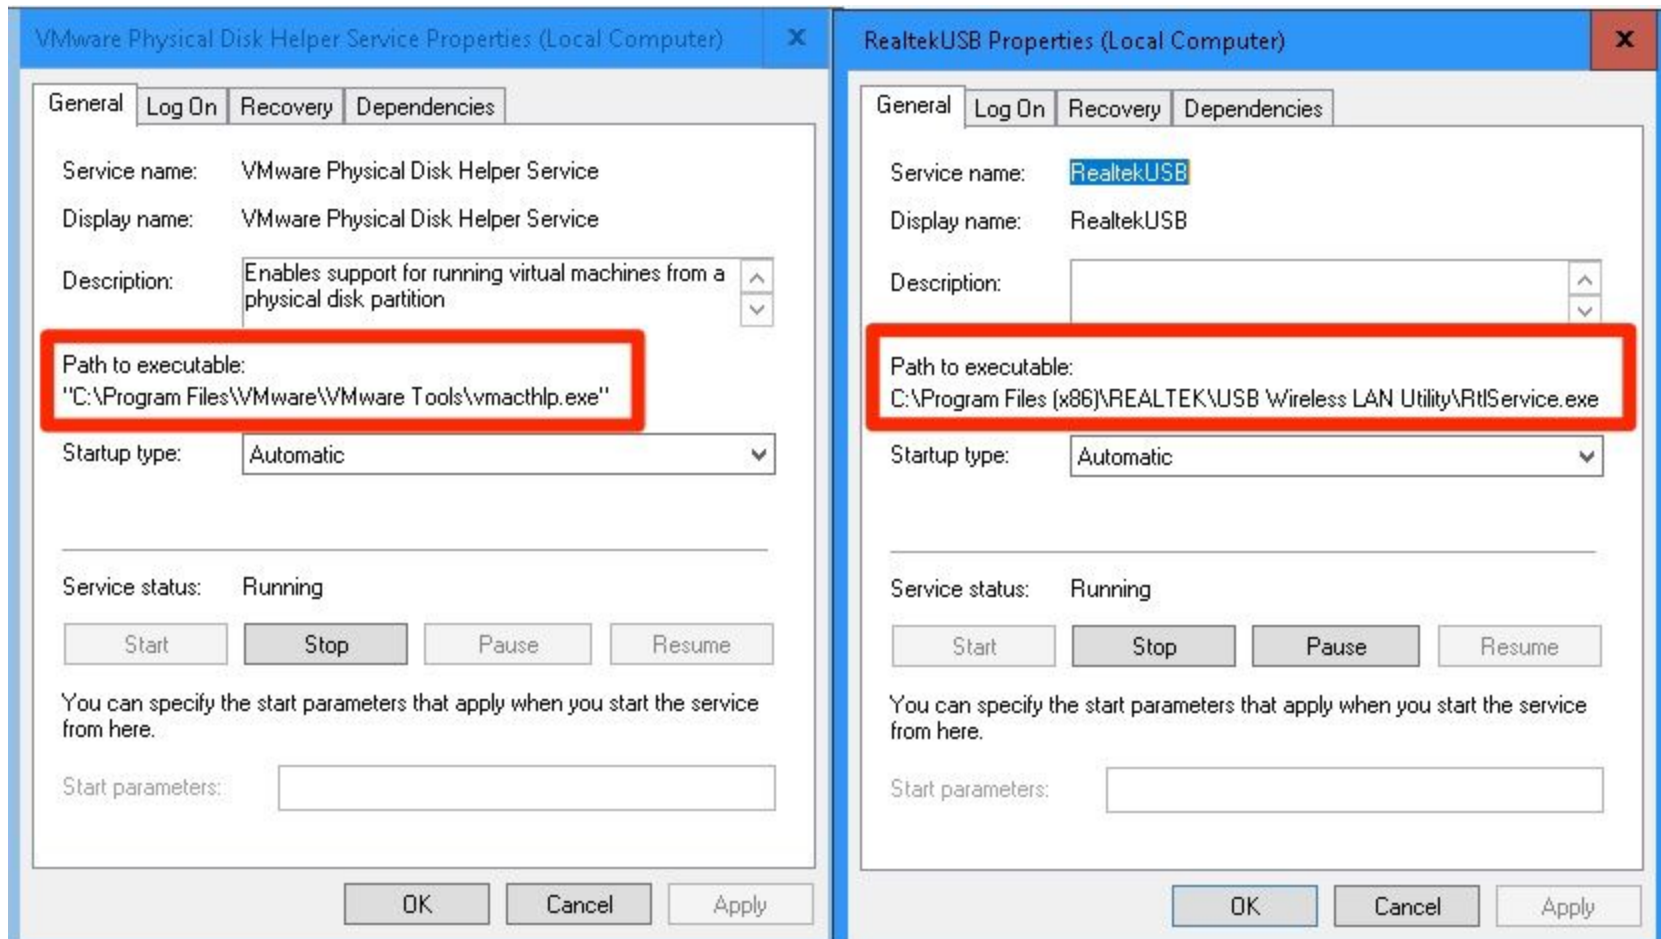 VMware Physical Disk Helper Service Properties (Local Computer)
x
General
Log On
Recovery
Dependencies
Service name:
VMware Physical Disk Helper Service
Display name:
VMware Physical Disk Helper Service
Description:
Enables support for running virtual machines from a
physical disk partition
Path to executable:
"C:\Program Files\VMware\VMware Tools\vmacthlp.exe"
Startup type:
Automatic
Service status:
Running
Start
Stop
Pause
Resume
You can specify the start parameters that apply when you start the service
from here.
Start parameters:
OK
Cancel
Apply
RealtekUSB Properties (Local Computer)
x
General
Log On
Recovery
Dependencies
Service name:
RealtekUSB
Display name:
RealtekUSB
Description:
Path to executable:
C:\Program Files (x86)\REALTEK\USB Wireless LAN Utility\RtlService.exe
Startup type:
Automatic
Service status:
Running
Start
Stop
Pause
Resume
You can specify the start parameters that apply when you start the service
from here.
Start parameters:
OK
Cancel
Apply